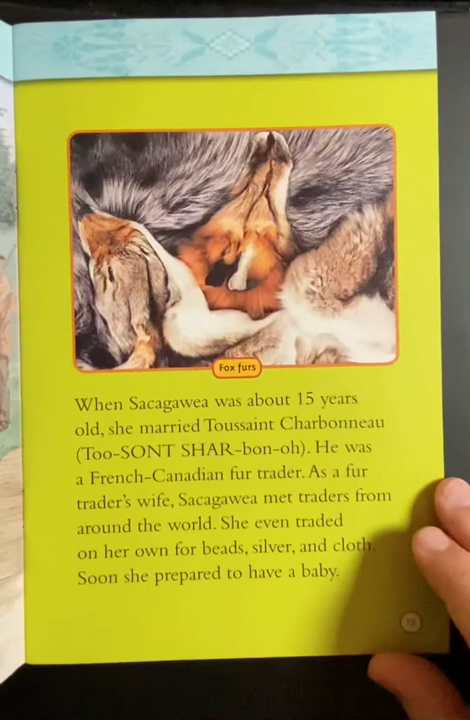 Fox furs
When Sacagawea was about 15 years
old, she married Toussaint Charbonneau
(Too-SONT SHAR-bon-oh). He was
a French-Canadian fur trader. As a fur
trader's wife, Sacagawea met traders from
around the world. She even traded
on her own for beads, silver, and cloth.
Soon she prepared to have a baby.